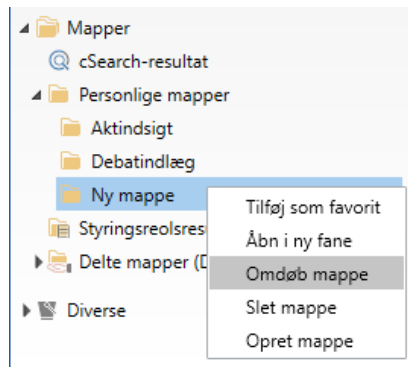 Mapper
cSearch-resultat
Personlige mapper
Aktindsigt
Debatindlæg
Ny mappe
Tilføj som favorit
Styringsreolsres
Åbn i ny fane
Delte mapper (D
Omdøb mappe
Diverse
Slet mappe
Opret mappe